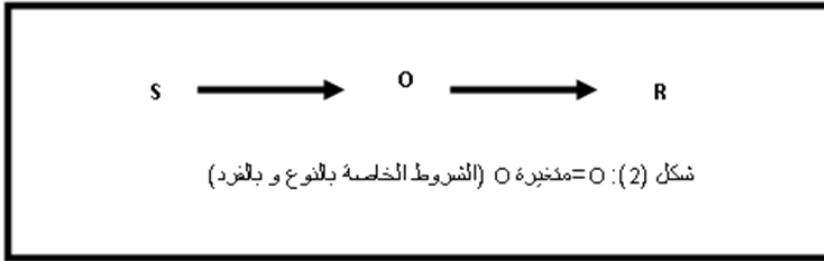 S O R
شكل (2): O=متغيرة O (الشروط الخاصة بالنوع و بالفرد)